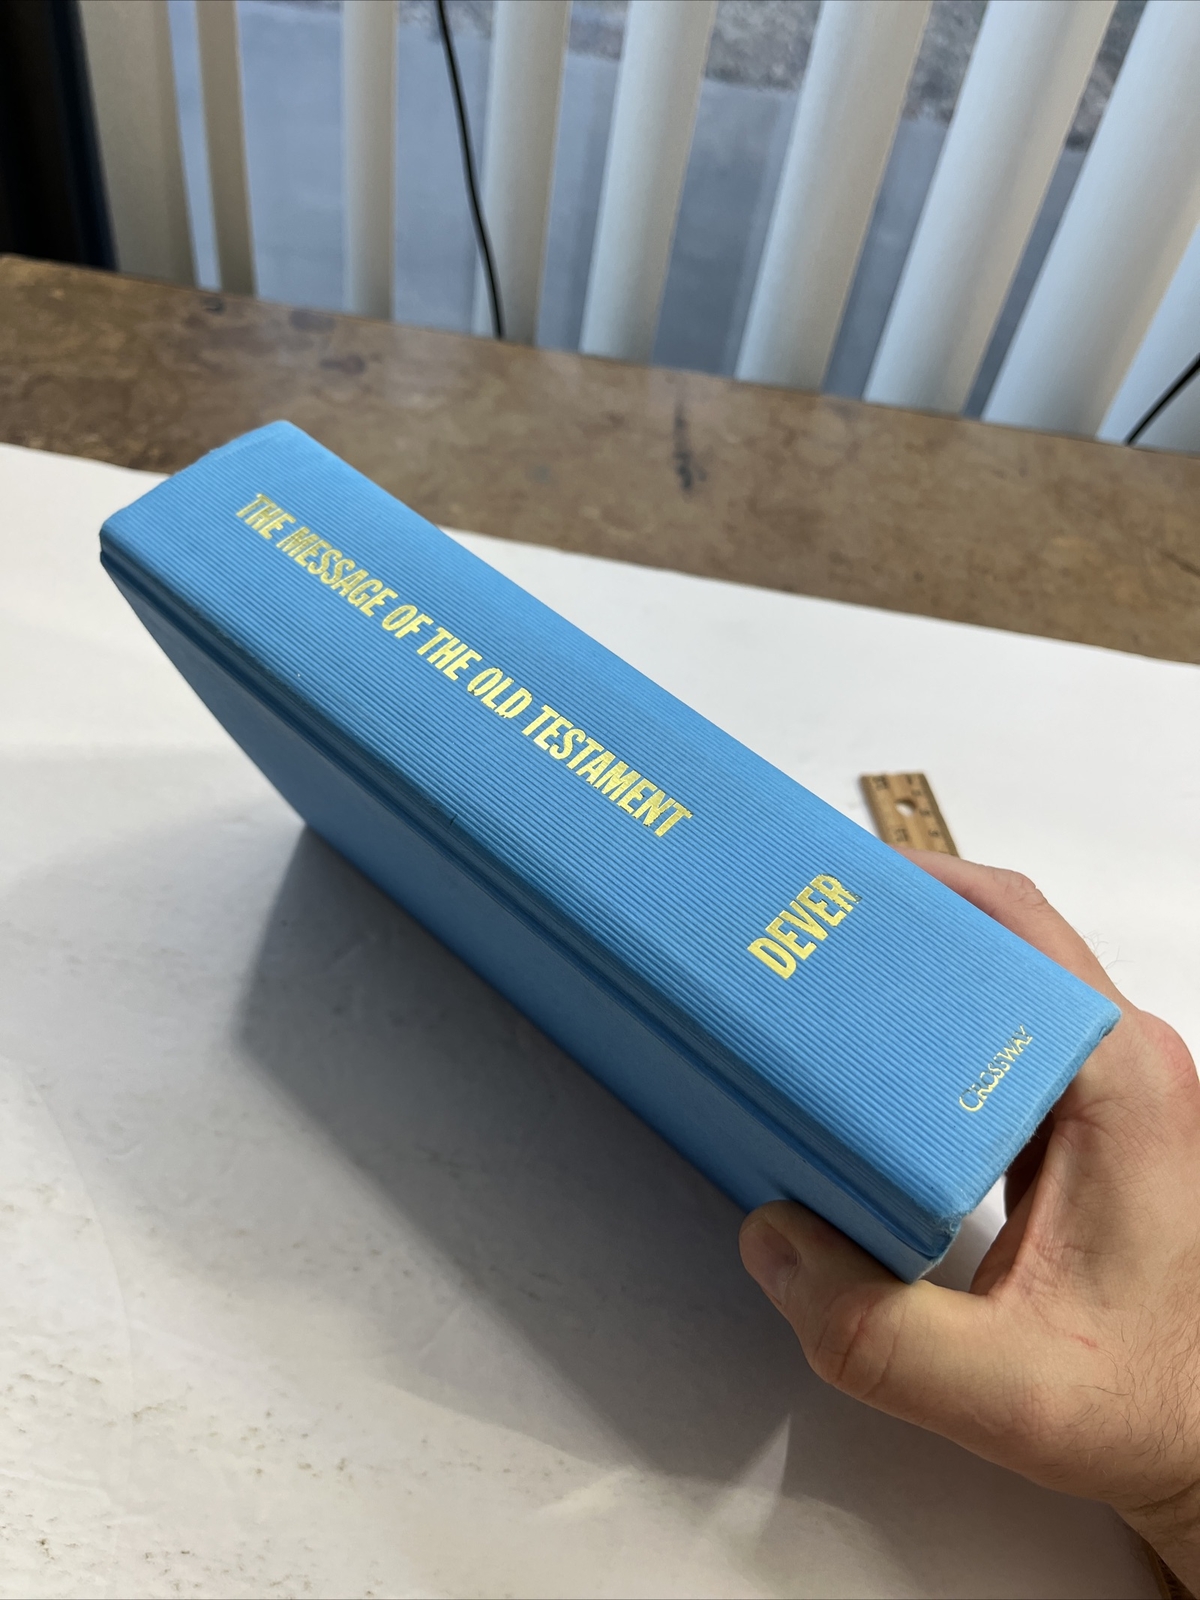 THE MESSAGE OF THE OLD TESTAMENT
DEVER
CROSSWAY